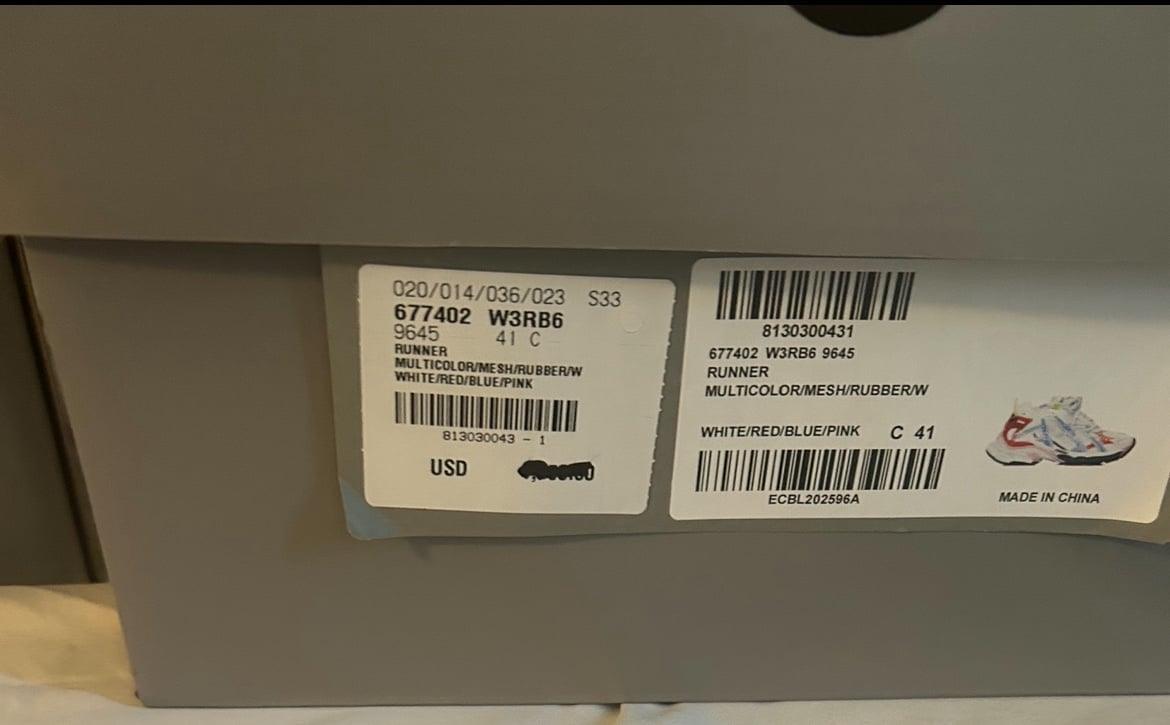 020/014/036/023 S33
677402 W3RB6
9645 41 C
RUNNER
MULTICOLOR/MESH/RUBBER/W
WHITE/RED/BLUE/PINK
813030043 - 1
USD
8130300431
677402 W3RB6 9645
RUNNER
MULTICOLOR/MESH/RUBBER/W
WHITE/RED/BLUE/PINK C 41
ECBL202596A
MADE IN CHINA